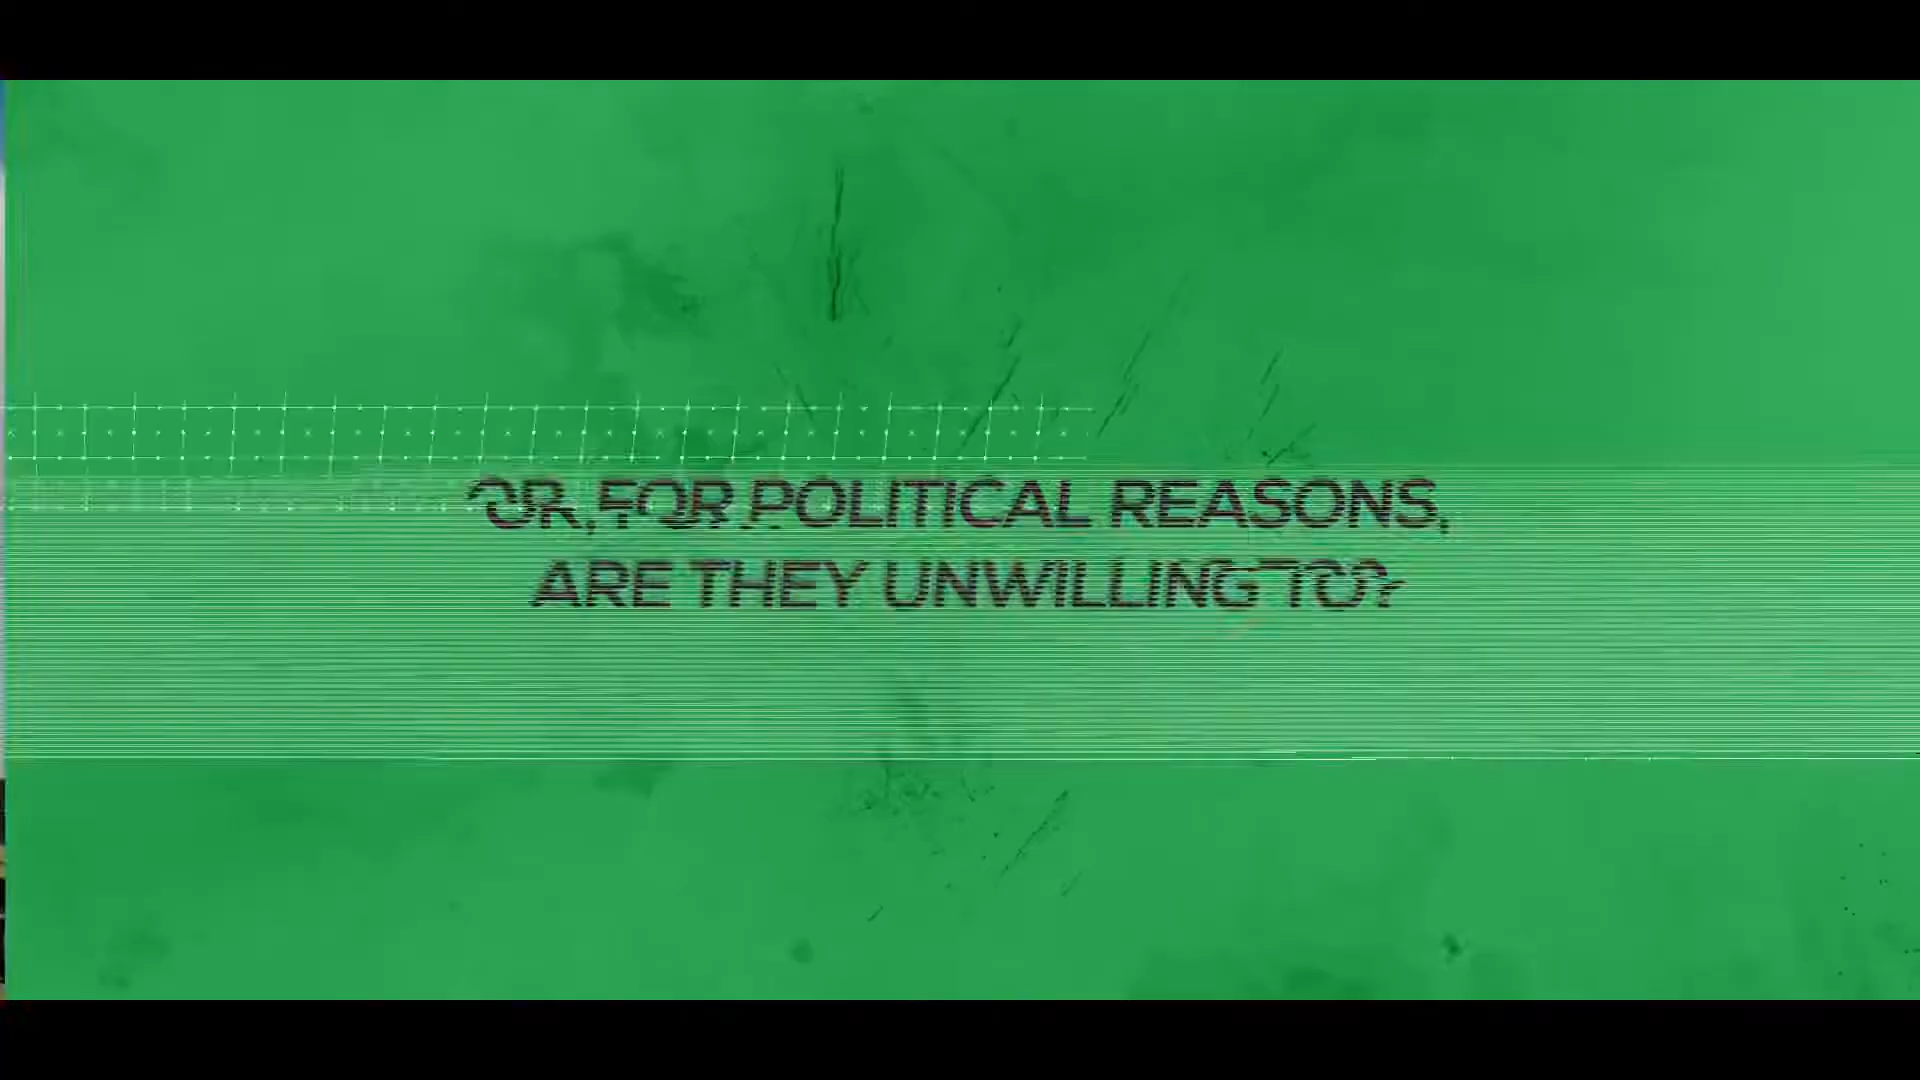 OR, FOR POLITICAL REASONS,
ARE THEY UNWILLING TO?